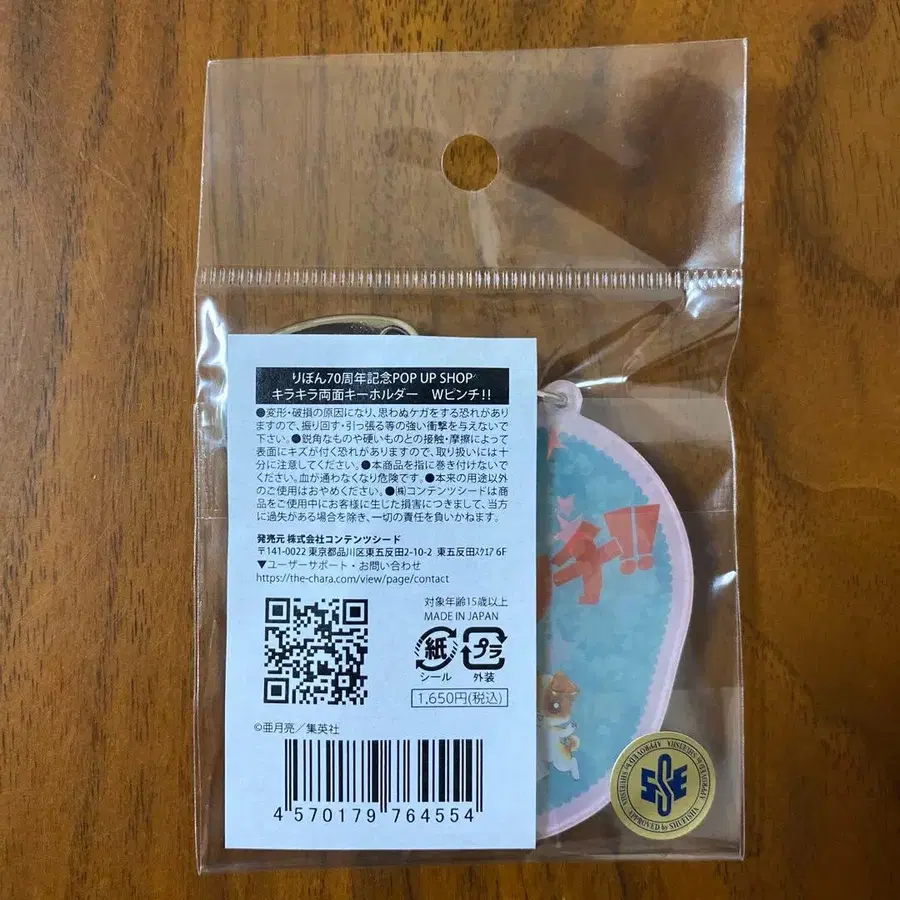 りぼん70周年記念POP UP SHOP
キラキラ両面キーホルダー　Wピンチ!!
●変形・破損の原因になり、思わぬケガをする恐れがあり
ますので、振り回す・引っ張る等の強い衝撃を与えないで
下さい。●鋭角なものや硬いものとの接触・摩擦によって
表面にキズが付く恐れがありますので、取り扱いには十
分に注意してください。●本商品を指に巻き付けないで
ください。血が通わなくなり危険です。●本来の用途以外
のご使用はおやめください。●㈱コンテンツシードは商
品をご使用中にお客様に生じた損害につきまして、当方
に過失がある場合を除き、一切の責任を負いかねます。
発売元 株式会社コンテンツシード
〒141-0022 東京都品川区東五反田2-10-2 東五反田ｽｸｴｱ 6F
▼ユーザーサポート・お問い合わせ
https://the-chara.com/view/page/contact
対象年齢15歳以上
MADE IN JAPAN
紙
シール
プラ
外装
1,650円(税込)
©亜月亮／集英社
4 570179 764554
チ!!
SSE
APPROVED by SHUEISHA
APPROVED by SHUEISHA
APPROVED by SHUEISHA